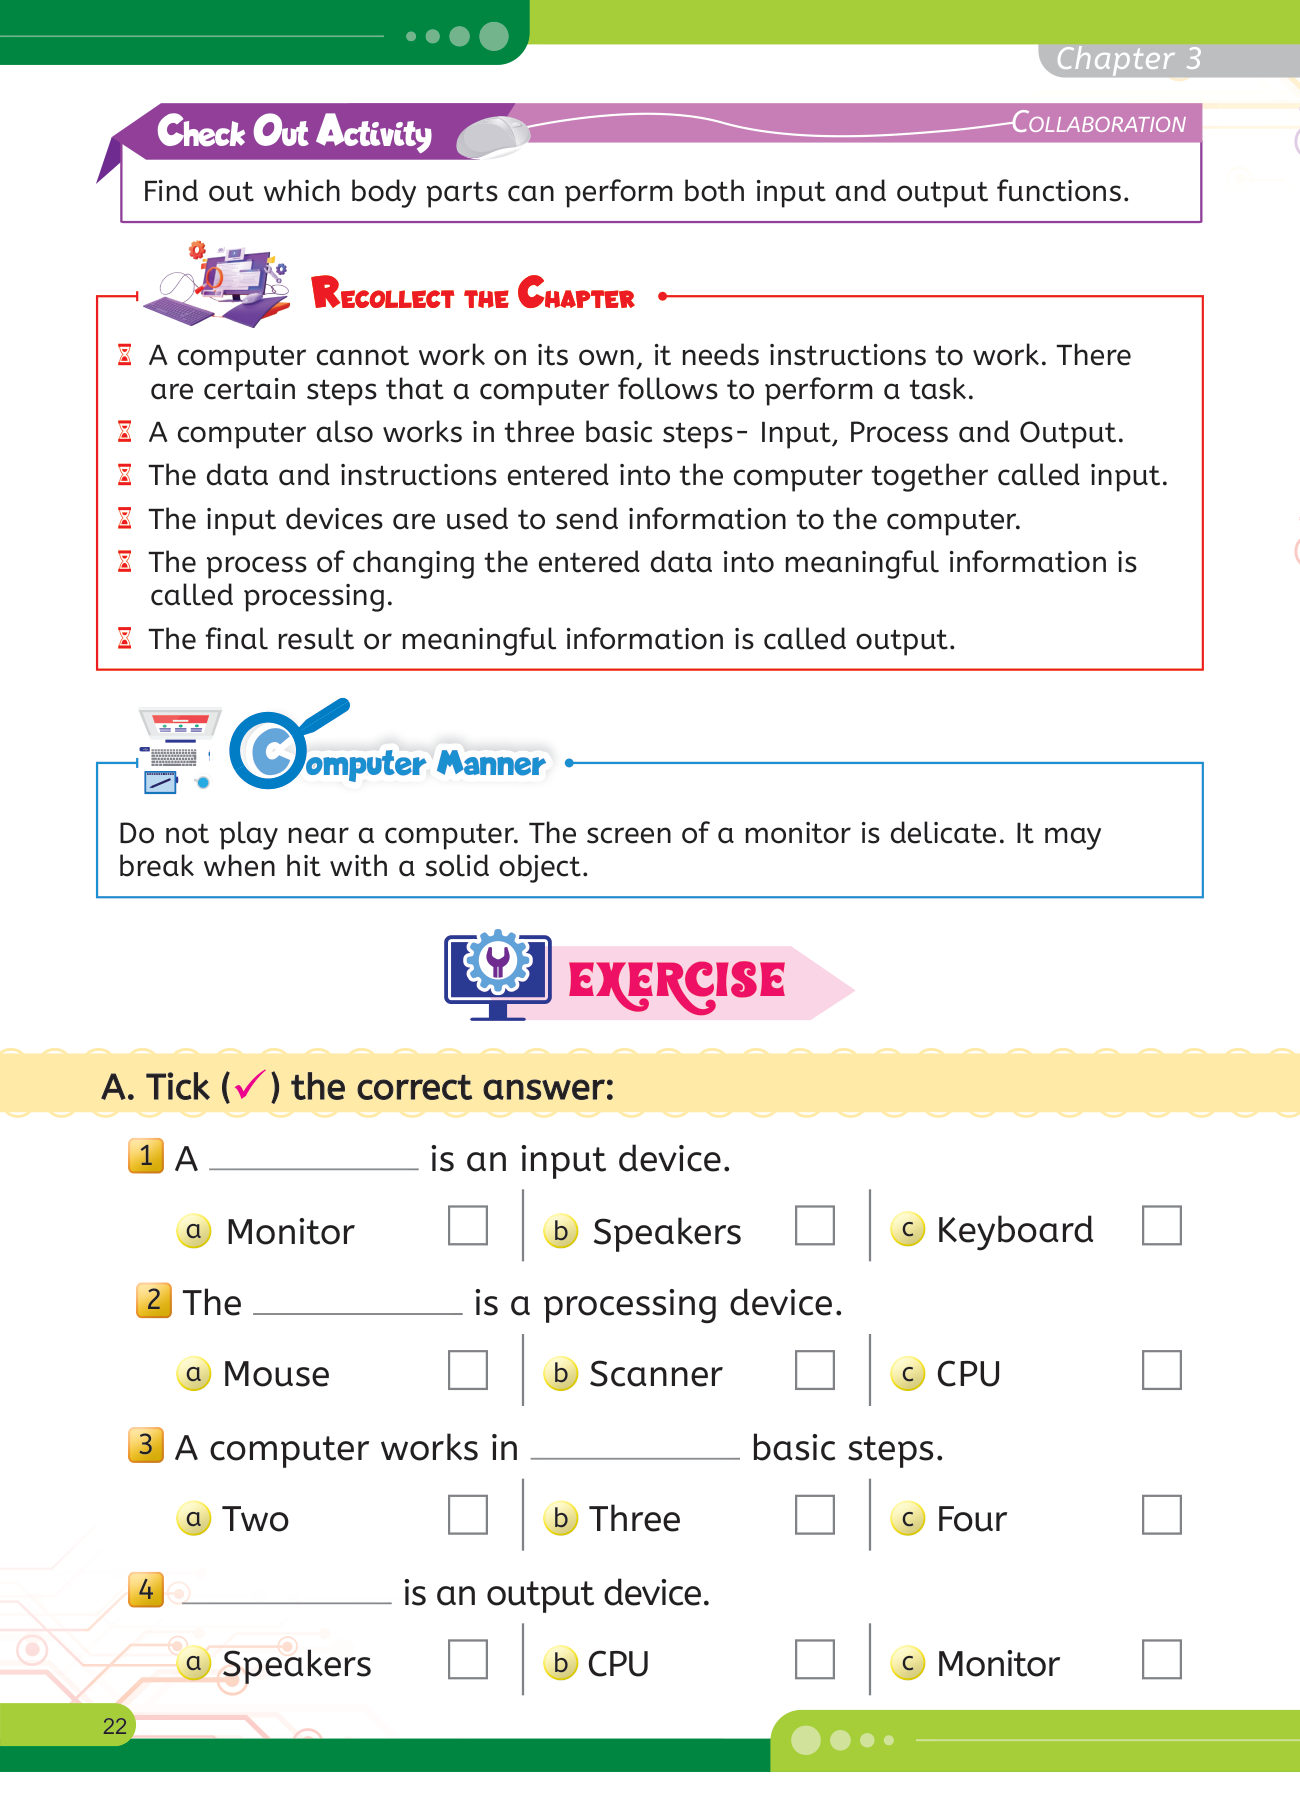 Chapter 3
Check Out Activity
Collaboration
Find out which body parts can perform both input and output functions.
Recollect the Chapter
A computer cannot work on its own, it needs instructions to work. There
are certain steps that a computer follows to perform a task.
A computer also works in three basic steps- Input, Process and Output.
The data and instructions entered into the computer together called input.
The input devices are used to send information to the computer.
The process of changing the entered data into meaningful information is
called processing.
The final result or meaningful information is called output.
Computer Manner
Do not play near a computer. The screen of a monitor is delicate. It may
break when hit with a solid object.
EXERCISE
A. Tick (✓) the correct answer:
1 A ____________ is an input device.
a Monitor b Speakers c Keyboard
2 The ____________ is a processing device.
a Mouse b Scanner c CPU
3 A computer works in ____________ basic steps.
a Two b Three c Four
4 ____________ is an output device.
a Speakers b CPU c Monitor
22